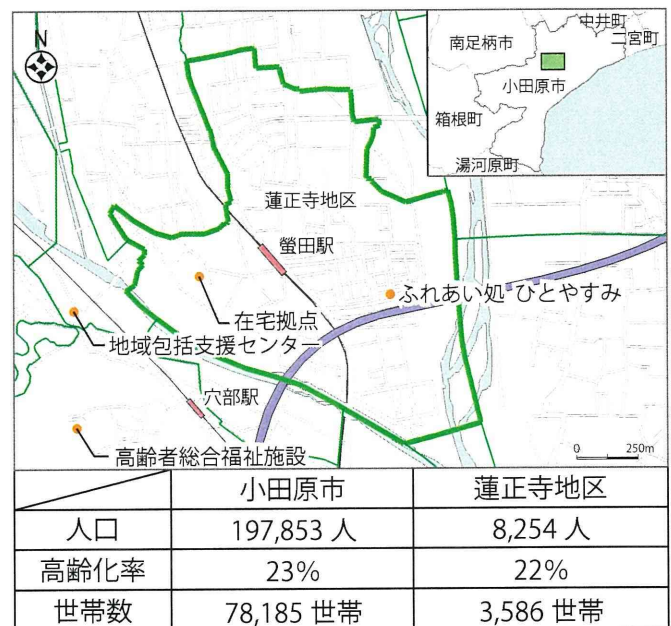 N
中井町
南足柄市
二宮町
小田原市
箱根町
湯河原町
蓮正寺地区
螢田駅
ふれあい処 ひとやすみ
在宅拠点
地域包括支援センター
穴部駅
高齢者総合福祉施設
0 250m
小田原市 蓮正寺地区
人口 197,853 人 8,254 人
高齢化率 23% 22%
世帯数 78,185 世帯 3,586 世帯